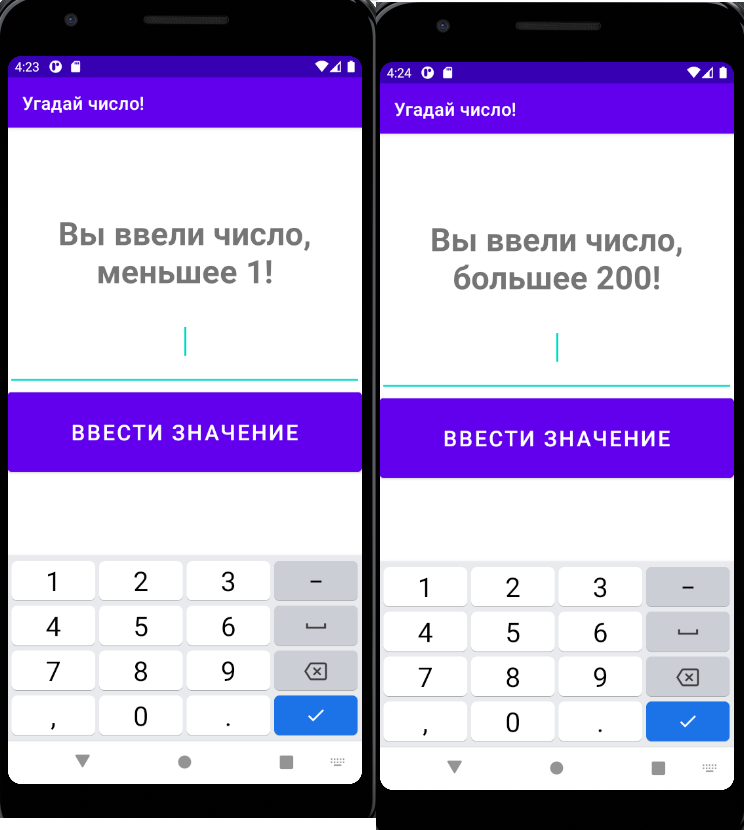 4:23
Угадай число!
Вы ввели число,
меньшее 1!
ВВЕСТИ ЗНАЧЕНИЕ
1 2 3 -
4 5 6
7 8 9
, 0 .
4:24
Угадай число!
Вы ввели число,
большее 200!
ВВЕСТИ ЗНАЧЕНИЕ
1 2 3 -
4 5 6
7 8 9
, 0 .